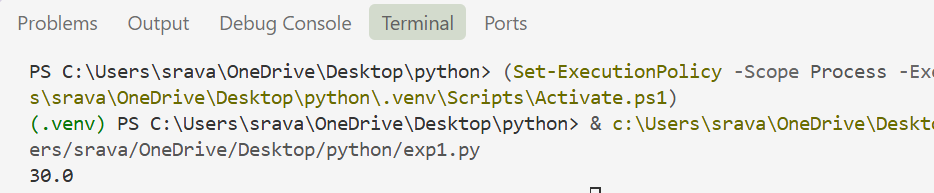 Problems Output Debug Console Terminal Ports
PS C:\Users\srava\OneDrive\Desktop\python> (Set-ExecutionPolicy -Scope Process -Exe
s\srava\OneDrive\Desktop\python\.venv\Scripts\Activate.ps1)
(.venv) PS C:\Users\srava\OneDrive\Desktop\python> & c:\Users\srava\OneDrive\Deskto
ers/srava/OneDrive/Desktop/python/exp1.py
30.0